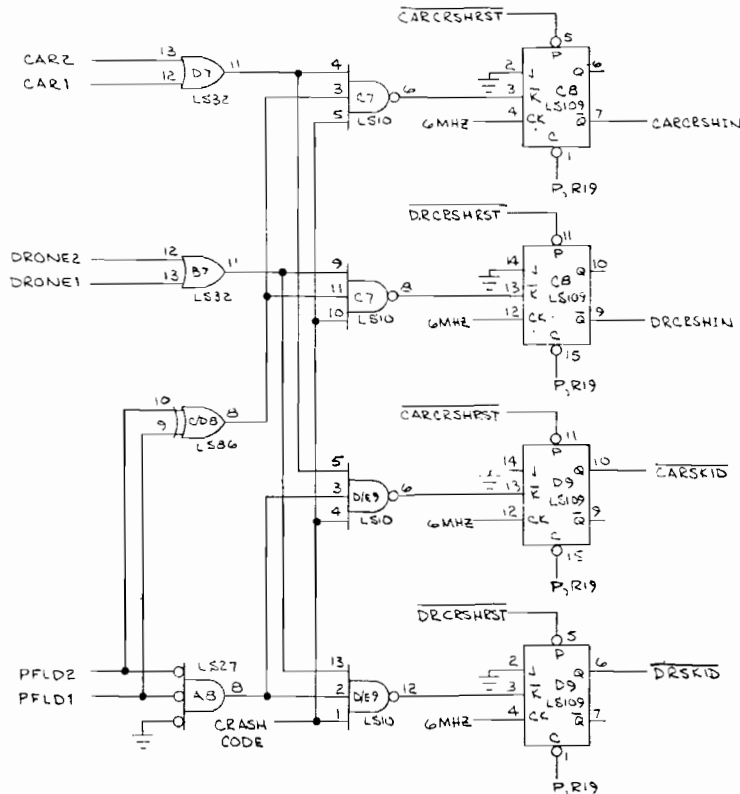 CARCRSHRST
5
P
CAR2
13
D7
11
4
2
J
Q
6
CAR1
12
3
C7
6
3
K
C8
LS109
LS32
5
LS10
6MHZ
4
CK
Q
7
CARCRSHIN
C
1
P, R19
DRCRSHRST
11
P
DRONE2
12
B7
11
9
14
J
Q
10
DRONE1
13
11
C7
8
13
K
C8
LS109
LS32
10
LS10
6MHZ
12
CK
Q
9
DRCRSHIN
C
15
P, R19
10
C/D8
8
9
LS86
CARCRSHRST
11
P
5
14
J
Q
10
CARSKID
3
D/E9
6
13
K
D9
LS109
4
LS10
6MHZ
12
CK
Q
9
C
15
P, R19
DRCRSHRST
5
P
PFLD2
LS27
13
2
J
Q
6
DRSKID
PFLD1
A8
8
2
D/E9
12
3
K
D9
LS109
CRASH
CODE
1
LS10
6MHZ
4
CK
Q
7
C
1
P, R19